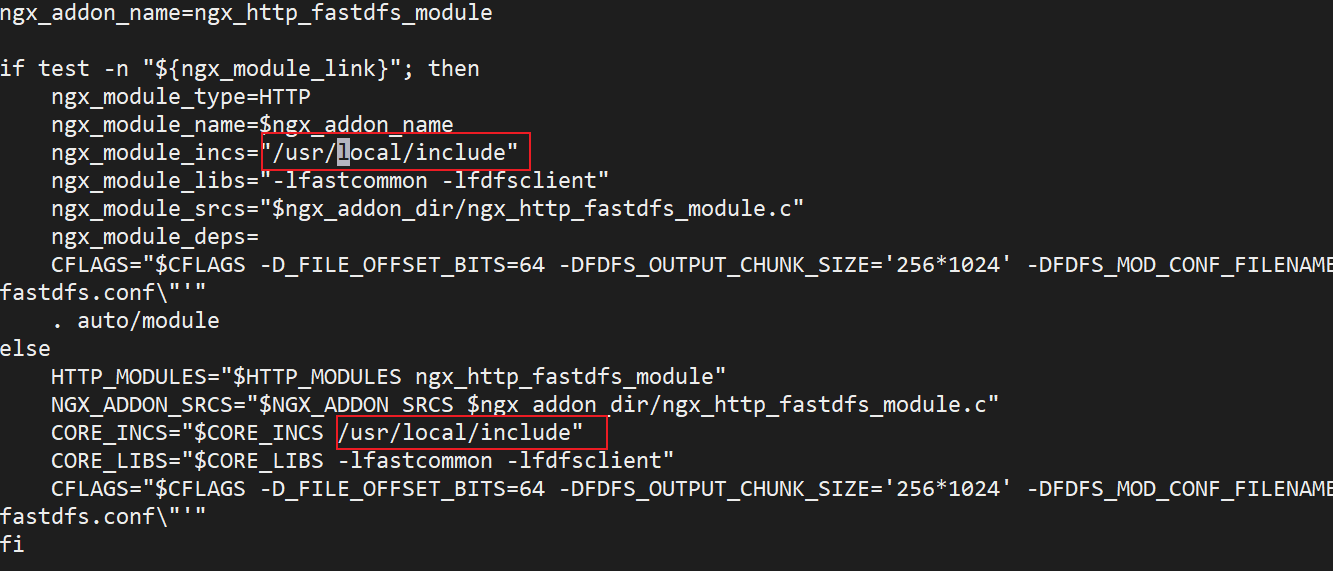 ngx_addon_name=ngx_http_fastdfs_module
if test -n "${ngx_module_link}"; then
ngx_module_type=HTTP
ngx_module_name=$ngx_addon_name
ngx_module_incs="/usr/local/include"
ngx_module_libs="-lfastcommon -lfdfsclient"
ngx_module_srcs="$ngx_addon_dir/ngx_http_fastdfs_module.c"
ngx_module_deps=
CFLAGS="$CFLAGS -D_FILE_OFFSET_BITS=64 -DFDFS_OUTPUT_CHUNK_SIZE='256*1024' -DFDFS_MOD_CONF_FILENAME
fastdfs.conf\"'"
. auto/module
else
HTTP_MODULES="$HTTP_MODULES ngx_http_fastdfs_module"
NGX_ADDON_SRCS="$NGX_ADDON_SRCS $ngx_addon_dir/ngx_http_fastdfs_module.c"
CORE_INCS="$CORE_INCS /usr/local/include"
CORE_LIBS="$CORE_LIBS -lfastcommon -lfdfsclient"
CFLAGS="$CFLAGS -D_FILE_OFFSET_BITS=64 -DFDFS_OUTPUT_CHUNK_SIZE='256*1024' -DFDFS_MOD_CONF_FILENAME
fastdfs.conf\"'"
fi